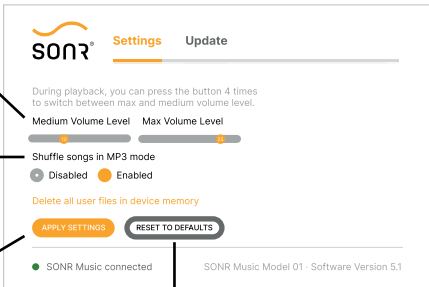 SONR®
Settings Update
During playback, you can press the button 4 times
to switch between max and medium volume level.
Medium Volume Level Max Volume Level
Shuffle songs in MP3 mode
Disabled Enabled
Delete all user files in device memory
APPLY SETTINGS RESET TO DEFAULTS
SONR Music connected SONR Music Model 01 · Software Version 5.1